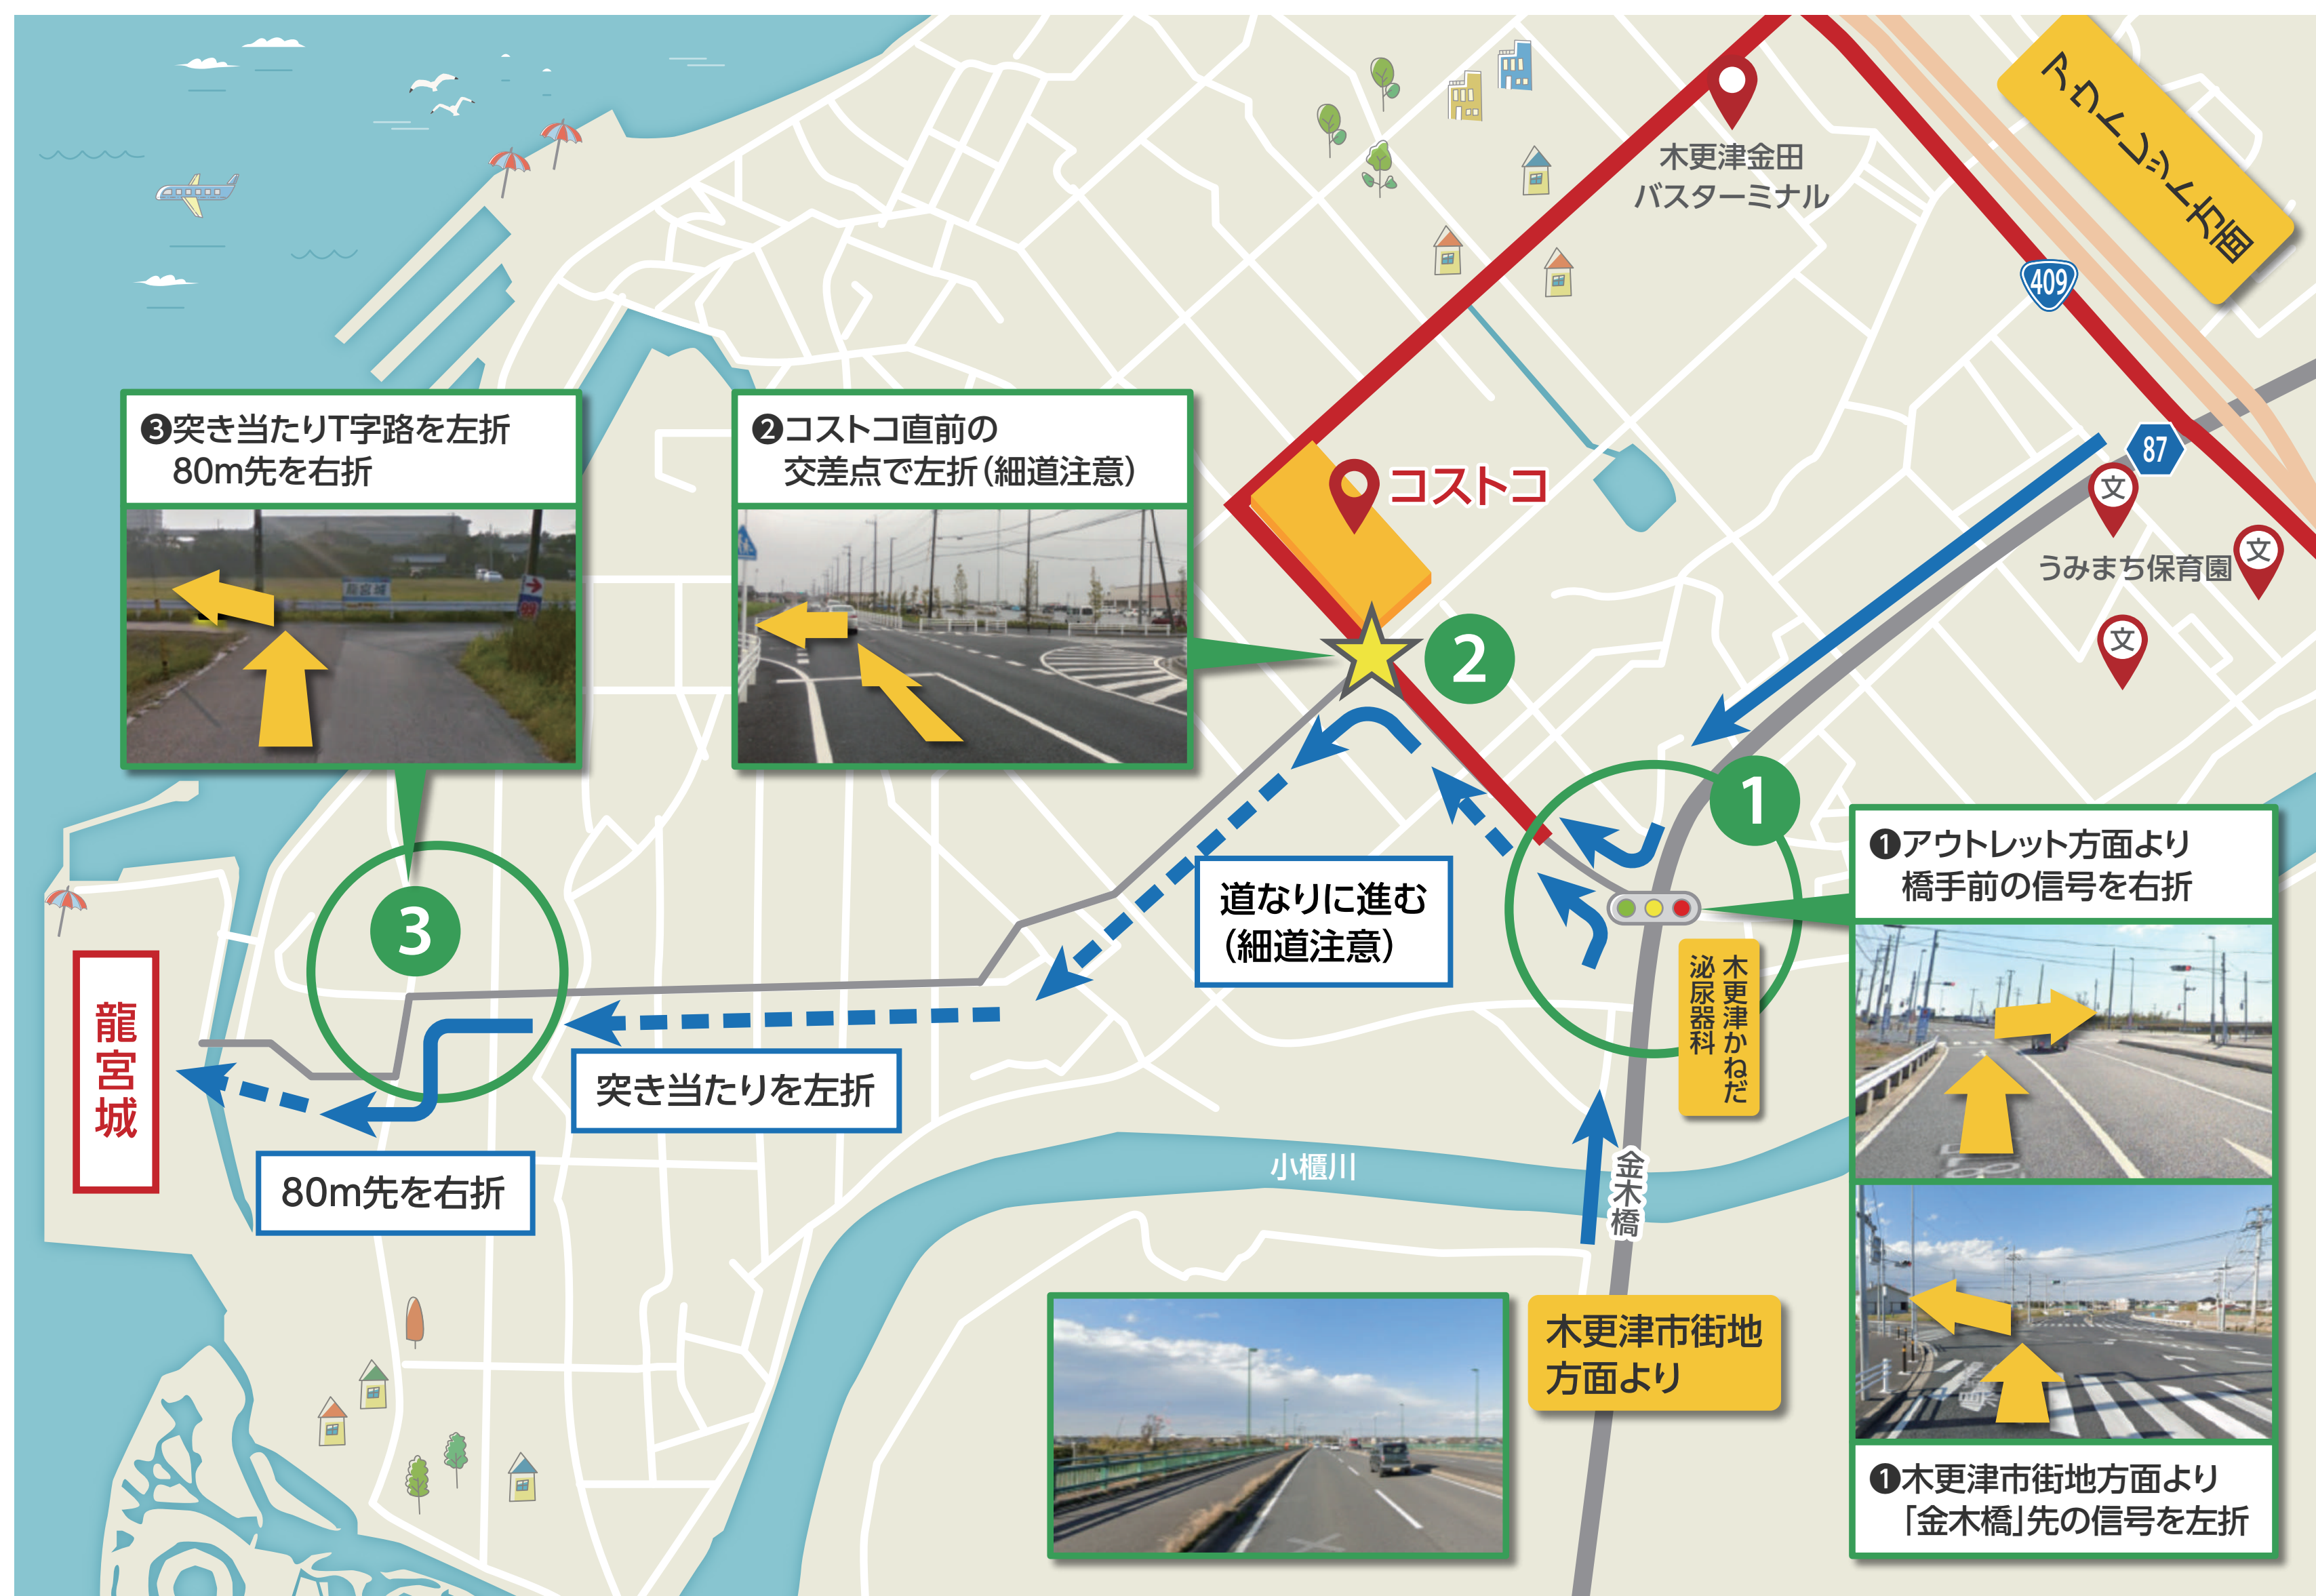 アウトレット方面
木更津金田
バスターミナル
409
87
文
うみまち保育園
文
文
コストコ
❸突き当たりT字路を左折
80m先を右折
龍宮城
❷コストコ直前の
交差点で左折（細道注意）
2
1
3
道なりに進む
（細道注意）
木更津かねだ
泌尿器科
❶アウトレット方面より
橋手前の信号を右折
龍宮城
突き当たりを左折
80m先を右折
小櫃川
金木橋
木更津市街地
方面より
❶木更津市街地方面より
「金木橋」先の信号を左折